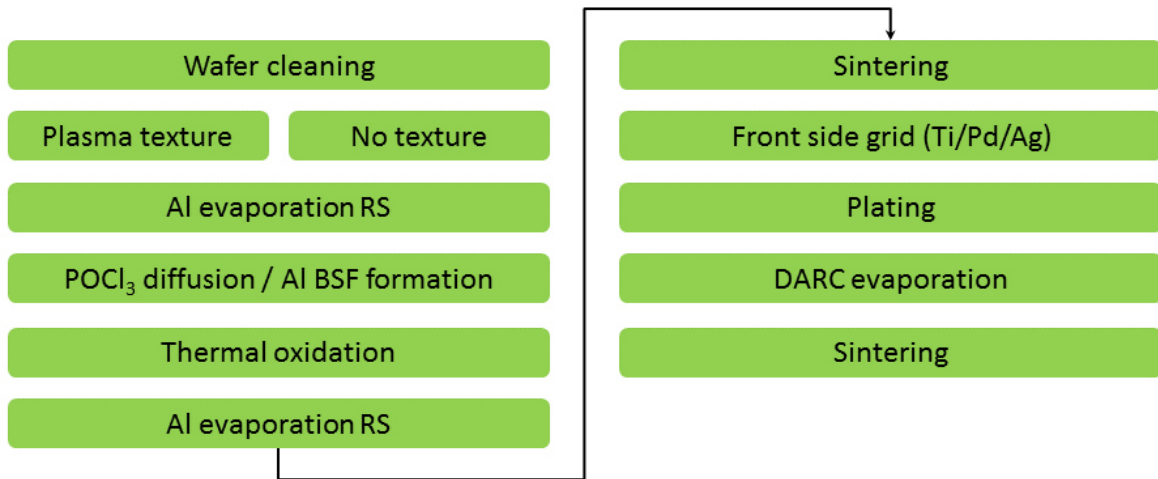 Wafer cleaning
Plasma texture
No texture
Al evaporation RS
POCl₃ diffusion / Al BSF formation
Thermal oxidation
Al evaporation RS
Sintering
Front side grid (Ti/Pd/Ag)
Plating
DARC evaporation
Sintering